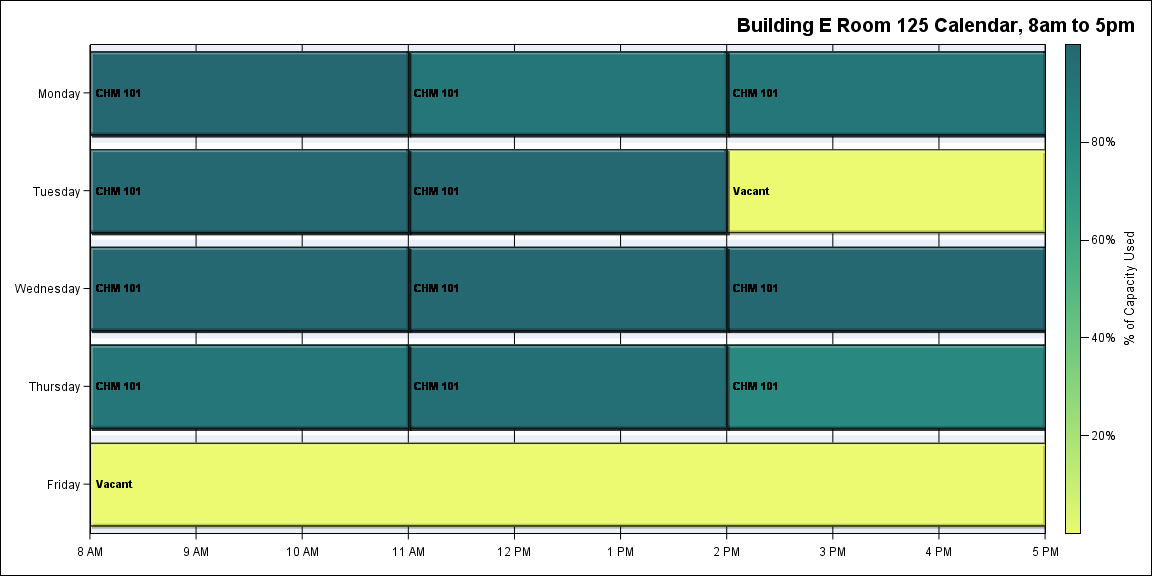 Building E Room 125 Calendar, 8am to 5pm
Monday
CHM 101
CHM 101
CHM 101
Tuesday
CHM 101
CHM 101
Vacant
Wednesday
CHM 101
CHM 101
CHM 101
Thursday
CHM 101
CHM 101
CHM 101
Friday
Vacant
8 AM
9 AM
10 AM
11 AM
12 PM
1 PM
2 PM
3 PM
4 PM
5 PM
80%
60%
40%
20%
% of Capacity Used